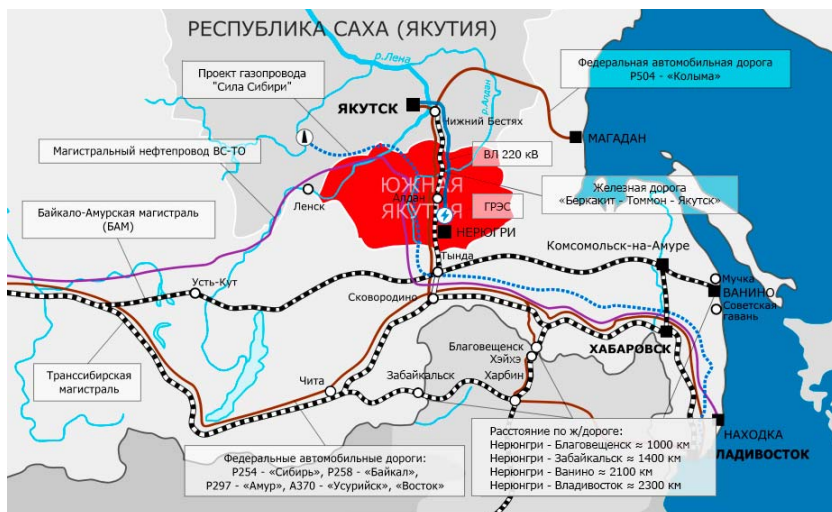 РЕСПУБЛИКА САХА (ЯКУТИЯ)
р.Лена
Проект газопровода
"Сила Сибири"
Федеральная автомобильная дорога
Р504 - «Колыма»
ЯКУТСК
р.Алдан
Нижний Бестях
МАГАДАН
Магистральный нефтепровод ВС-ТО
ВЛ 220 кВ
ЮЖНАЯ
ЯКУТИЯ
Железная дорога
«Беркакит - Томмон - Якутск»
Ленск
Алдан
ГРЭС
Байкало-Амурская магистраль
(БАМ)
НЕРЮГРИ
Комсомольск-на-Амуре
Тында
Мучка
ВАНИНО
Советская
гавань
Усть-Кут
Сковородино
ХАБАРОВСК
Благовещенск
Хэйхэ
Транссибирская
магистраль
Чита
Забайкальск
Харбин
Расстояние по ж/дороге:
Нерюнгри - Благовещенск ≈ 1000 км
Нерюнгри - Забайкальск ≈ 1400 км
Нерюнгри - Ванино ≈ 2100 км
Нерюнгри - Владивосток ≈ 2300 км
НАХОДКА
ЛАДИВОСТОК
Федеральные автомобильные дороги:
Р254 - «Сибирь», Р258 - «Байкал»,
Р297 - «Амур», А370 - «Усурийск», «Восток»